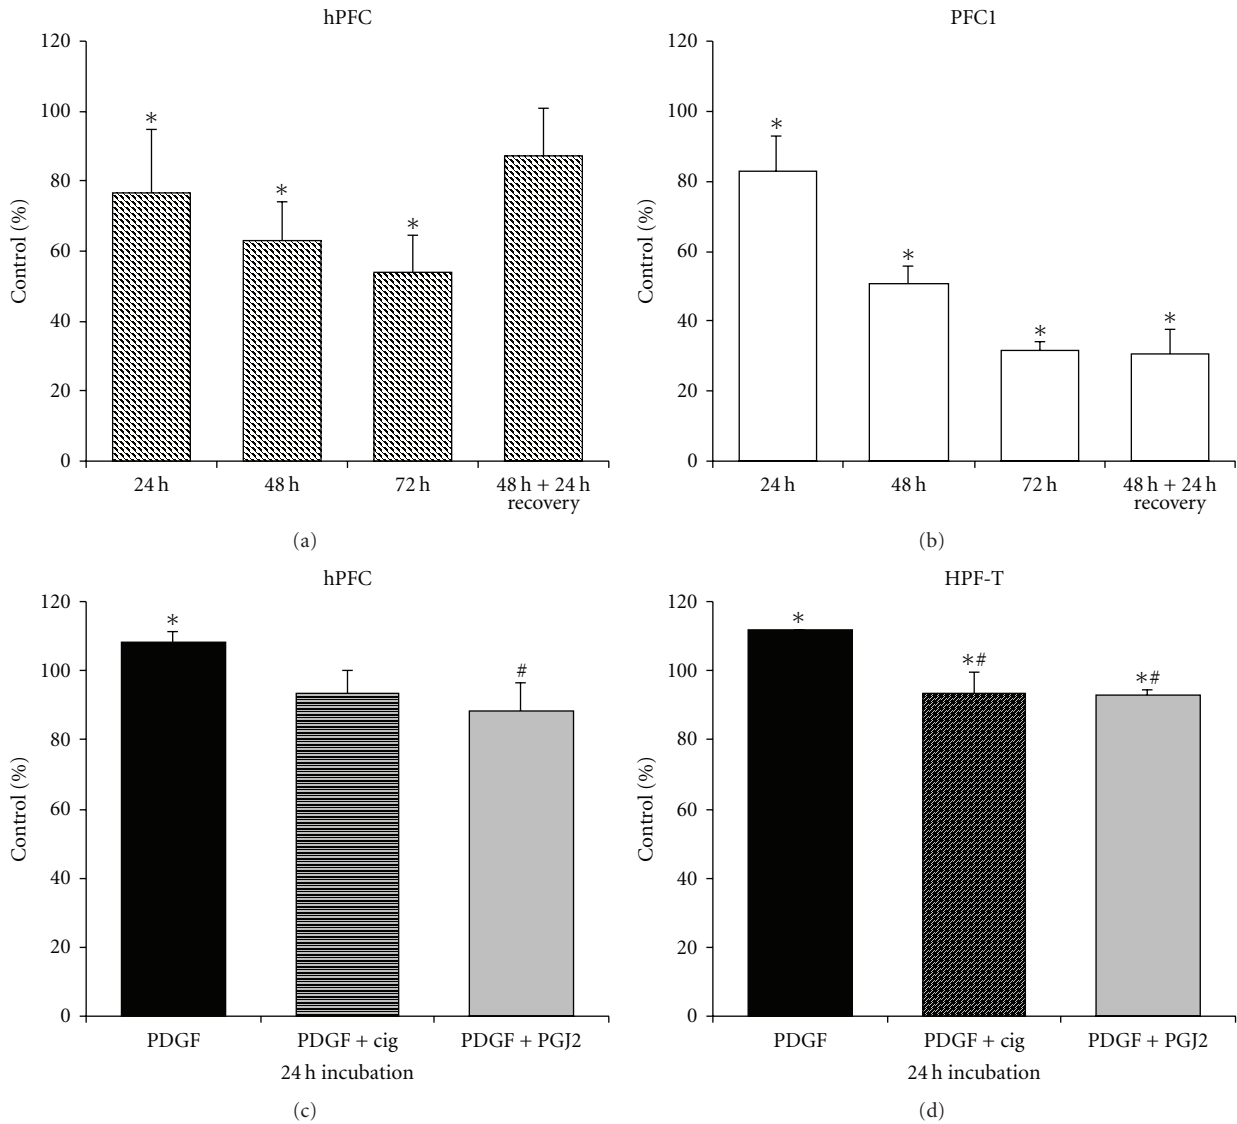 hPFC
120
100
80
60
40
20
0
Control (%)
*
*
*
24 h
48 h
72 h
48 h + 24 h
recovery
(a)
PFC1
120
100
80
60
40
20
0
Control (%)
*
*
*
*
24 h
48 h
72 h
48 h + 24 h
recovery
(b)
hPFC
120
100
80
60
40
20
0
Control (%)
*
#
PDGF
PDGF + cig
PDGF + PGJ2
24 h incubation
(c)
HPF-T
120
100
80
60
40
20
0
Control (%)
*
*#
*#
PDGF
PDGF + cig
PDGF + PGJ2
24 h incubation
(d)